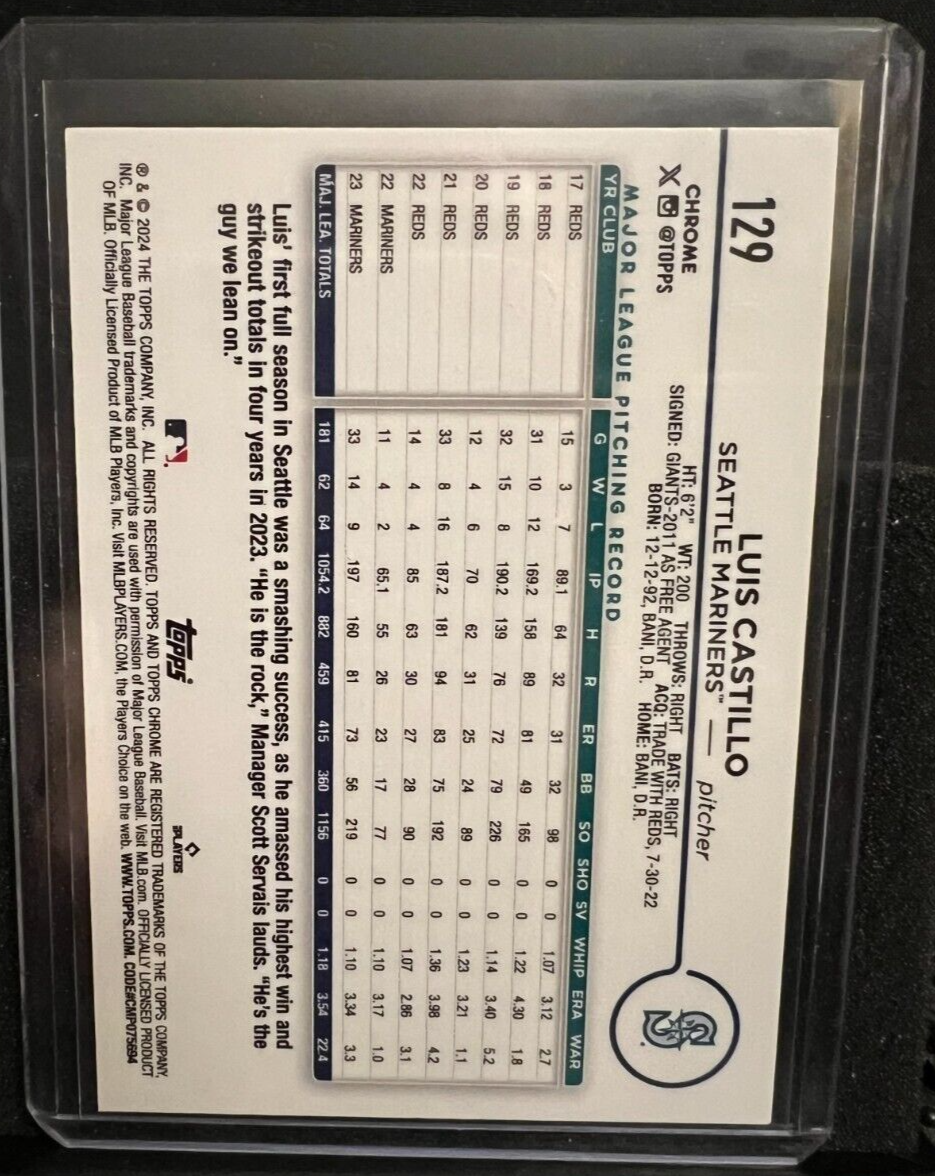 129
LUIS CASTILLO
SEATTLE MARINERS™ — pitcher
CHROME
X @TOPPS
HT: 6'2" WT: 200 THROWS: RIGHT BATS: RIGHT
SIGNED: GIANTS-2011 AS FREE AGENT ACQ: TRADE WITH REDS, 7-30-22
BORN: 12-12-92, BANI, D.R. HOME: BANI, D.R.
S
MAJOR LEAGUE PITCHING RECORD
YR CLUB G W L IP H R ER BB SO SHO SV WHIP ERA WAR
17 REDS 15 3 7 89.1 64 32 31 32 98 0 0 1.07 3.12 2.7
18 REDS 31 10 12 169.2 158 89 81 49 165 0 0 1.22 4.30 1.8
19 REDS 32 15 8 190.2 139 76 72 79 226 0 0 1.14 3.40 5.2
20 REDS 12 4 6 70 62 31 25 24 89 0 0 1.23 3.21 1.1
21 REDS 33 8 16 187.2 181 94 83 75 192 0 0 1.36 3.98 4.2
22 REDS 14 4 4 85 63 30 27 28 90 0 0 1.07 2.86 3.1
22 MARINERS 11 4 2 65.1 55 26 23 17 77 0 0 1.10 3.17 1.0
23 MARINERS 33 14 9 197 160 81 73 56 219 0 0 1.10 3.34 3.3
MAJ. LEA. TOTALS 181 62 64 1054.2 882 459 415 360 1156 0 0 1.18 3.54 22.4
Luis' first full season in Seattle was a smashing success, as he amassed his highest win and
strikeout totals in four years in 2023. "He is the rock," Manager Scott Servais lauds. "He's the
guy we lean on."
topps
PLAYERS
® & © 2024 THE TOPPS COMPANY, INC. ALL RIGHTS RESERVED. TOPPS AND TOPPS CHROME ARE REGISTERED TRADEMARKS OF THE TOPPS COMPANY,
INC. Major League Baseball trademarks and copyrights are used with permission of Major League Baseball. Visit MLB.com. OFFICIALLY LICENSED PRODUCT
OF MLB. Officially Licensed Product of MLB Players, Inc. Visit MLBPLAYERS.COM, the Players Choice on the web. WWW.TOPPS.COM. CODE#CMP075694